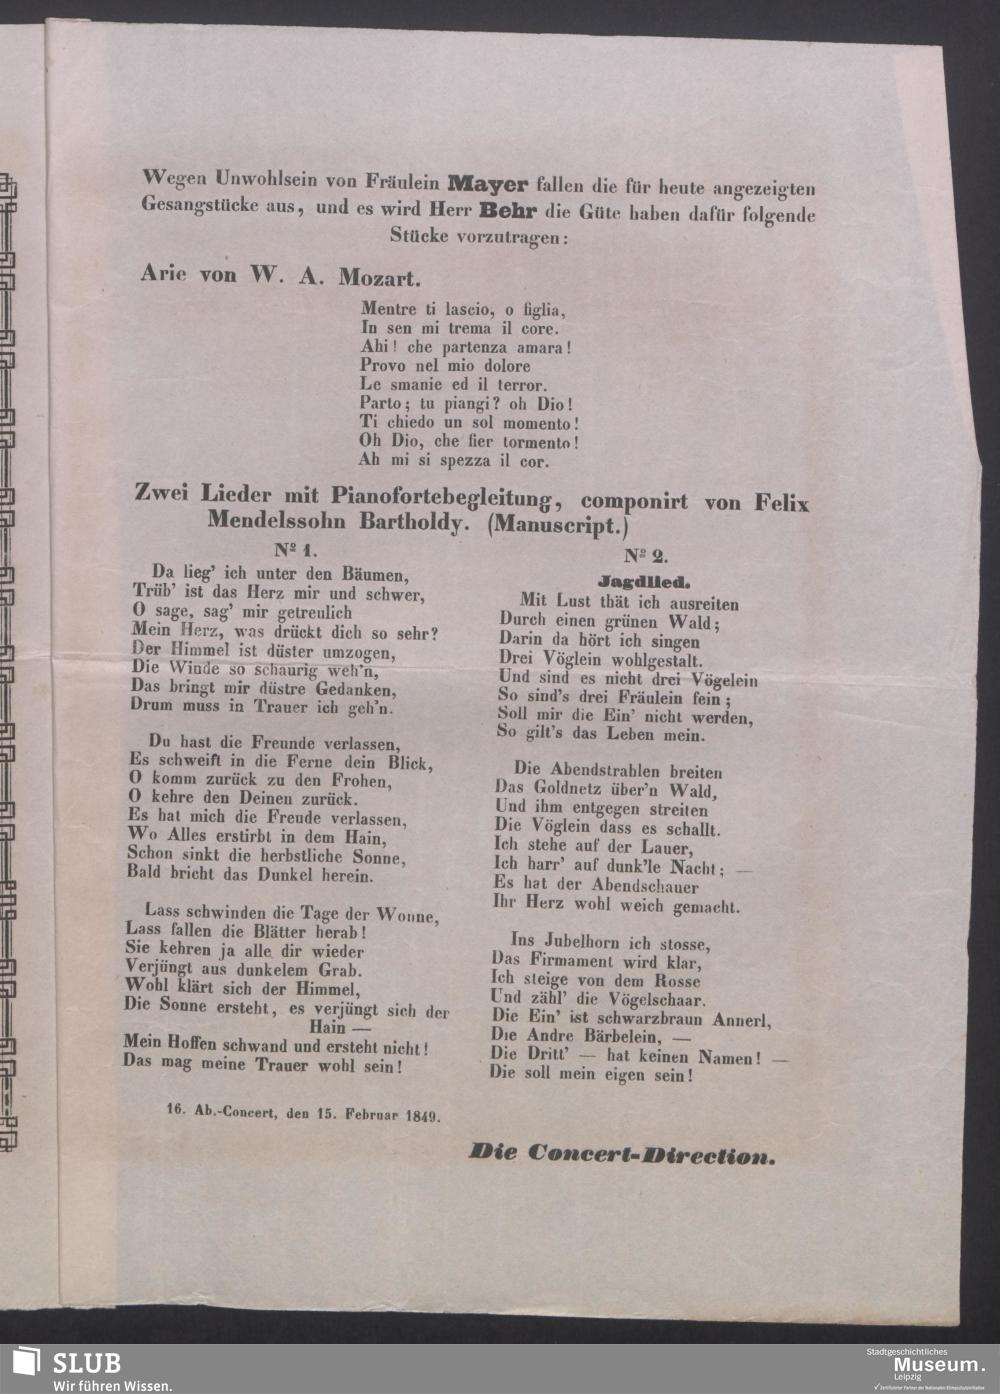 Wegen Unwohlsein von Fräulein Mayer fallen die für heute angezeigten
Gesangstücke aus, und es wird Herr Behr die Güte haben dafür folgende
Stücke vorzutragen:
Arie von W. A. Mozart.
Mentre ti lascio, o figlia,
In sen mi trema il core.
Ahi! che partenza amara!
Provo nel mio dolore
Le smanie ed il terror.
Parto; tu piangi? oh Dio!
Ti chiedo un sol momento!
Oh Dio, che fier tormento!
Ah mi si spezza il cor.
Zwei Lieder mit Pianofortebegleitung, componirt von Felix
Mendelssohn Bartholdy. (Manuscript.)
Nº 1.
Da lieg' ich unter den Bäumen,
Trüb' ist das Herz mir und schwer,
O sage, sag' mir getreulich
Mein Herz, was drückt dich so sehr?
Der Himmel ist düster umzogen,
Die Winde so schaurig weh'n,
Das bringt mir düstre Gedanken,
Drum muss in Trauer ich geh'n.
Du hast die Freunde verlassen,
Es schweift in die Ferne dein Blick,
O komm zurück zu den Frohen,
O kehre den Deinen zurück.
Es hat mich die Freude verlassen,
Wo Alles erstirbt in dem Hain,
Schon sinkt die herbstliche Sonne,
Bald bricht das Dunkel herein.
Lass schwinden die Tage der Wonne,
Lass fallen die Blätter herab!
Sie kehren ja alle dir wieder
Verjüngt aus dunkelem Grab.
Wohl klärt sich der Himmel,
Die Sonne ersteht, es verjüngt sich der
Hain —
Mein Hoffen schwand und ersteht nicht!
Das mag meine Trauer wohl sein!
Nº 2.
Jagdlied.
Mit Lust thät ich ausreiten
Durch einen grünen Wald;
Darin da hört ich singen
Drei Vöglein wohlgestalt.
Und sind es nicht drei Vögelein
So sind's drei Fräulein fein;
Soll mir die Ein' nicht werden,
So gilt's das Leben mein.
Die Abendstrahlen breiten
Das Goldnetz über'n Wald,
Und ihm entgegen streiten
Die Vöglein dass es schallt.
Ich stehe auf der Lauer,
Ich harr' auf dunk'le Nacht; —
Es hat der Abendschauer
Ihr Herz wohl weich gemacht.
Ins Jubelhorn ich stosse,
Das Firmament wird klar,
Ich steige von dem Rosse
Und zähl' die Vögelschaar.
Die Ein' ist schwarzbraun Annerl,
Die Andre Bärbelein, —
Die Dritt' — hat keinen Namen! —
Die soll mein eigen sein!
16. Ab.-Concert, den 15. Februar 1849.
Die Concert-Direction.
SLUB
Wir führen Wissen.
Stadtgeschichtliches
Museum.
Leipzig
Zertifizierter Partner der Nationalen Klimaschutzinitiative